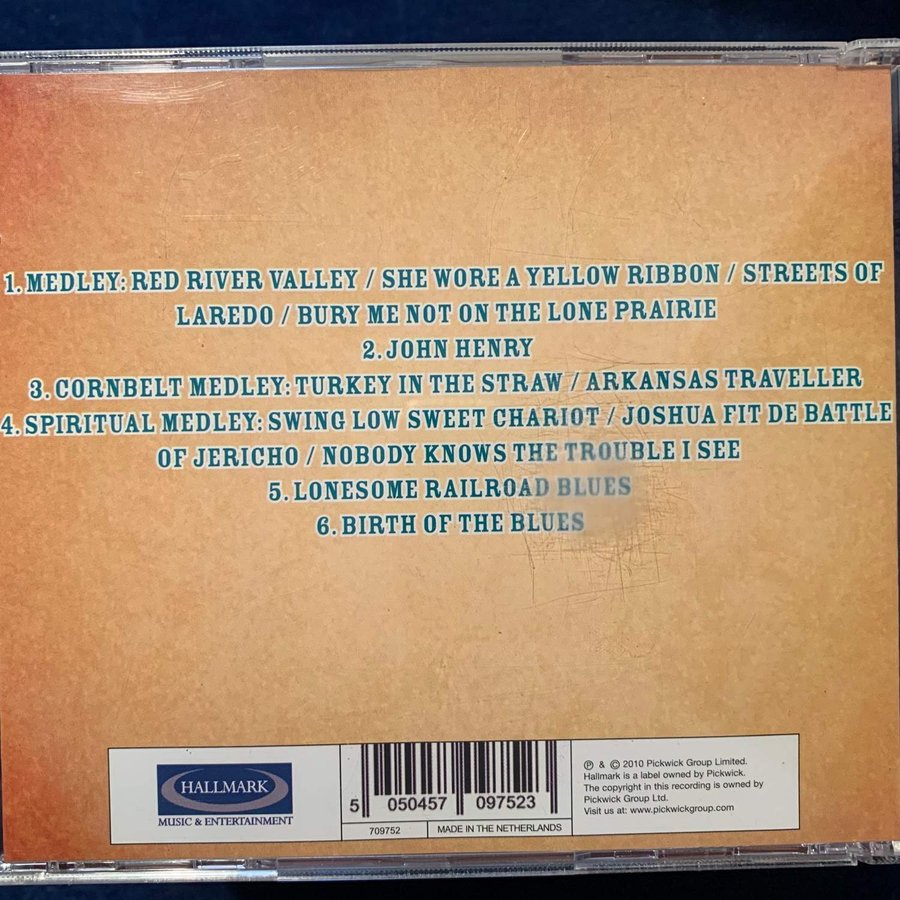 1. MEDLEY: RED RIVER VALLEY / SHE WORE A YELLOW RIBBON / STREETS OF
LAREDO / BURY ME NOT ON THE LONE PRAIRIE
2. JOHN HENRY
3. CORNBELT MEDLEY: TURKEY IN THE STRAW / ARKANSAS TRAVELLER
4. SPIRITUAL MEDLEY: SWING LOW SWEET CHARIOT / JOSHUA FIT DE BATTLE
OF JERICHO / NOBODY KNOWS THE TROUBLE I SEE
5. LONESOME RAILROAD BLUES
6. BIRTH OF THE BLUES
HALLMARK
MUSIC & ENTERTAINMENT
5 050457 097523
709752
MADE IN THE NETHERLANDS
℗ & © 2010 Pickwick Group Limited.
Hallmark is a label owned by Pickwick.
The copyright in this recording is owned by
Pickwick Group Ltd.
Visit us at: www.pickwickgroup.com